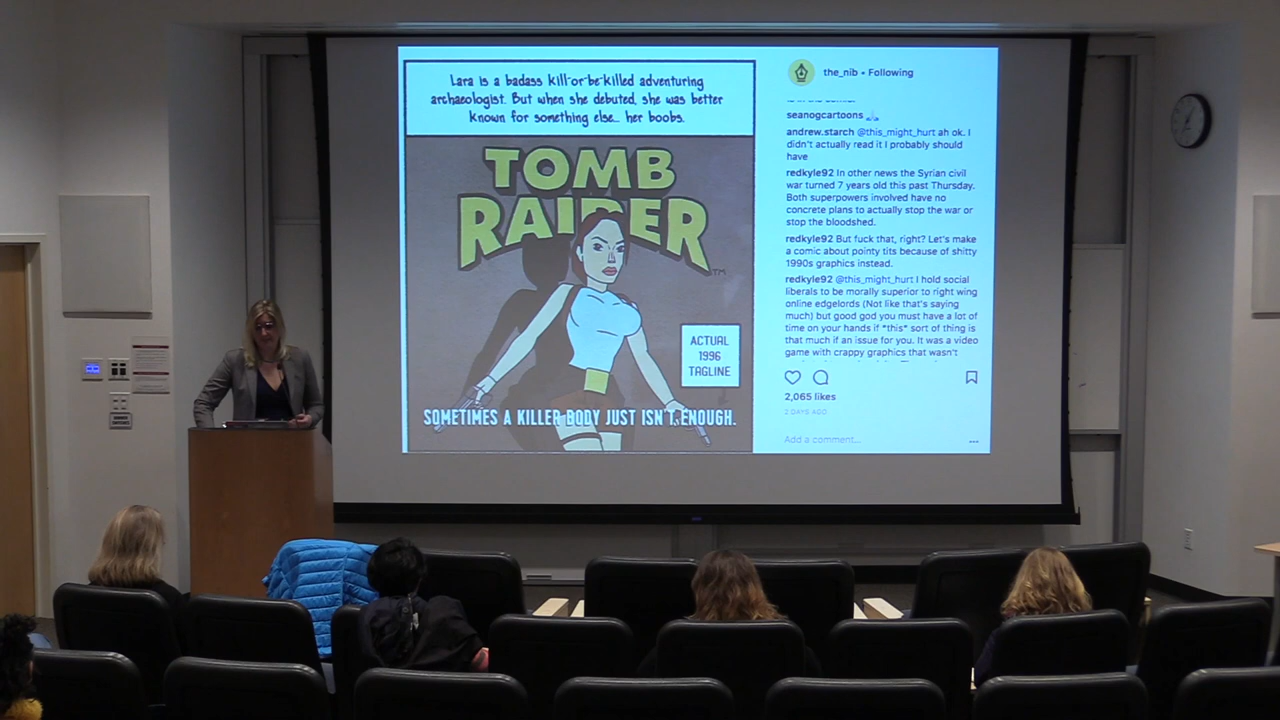 Lara is a badass kill-or-be-killed adventuring
archaeologist. But when she debuted, she was better
known for something else... her boobs.
TOMB
RAIDER
TM
ACTUAL
1996
TAGLINE
SOMETIMES A KILLER BODY JUST ISN'T ENOUGH.
the_nib • Following
seanogcartoons
andrew.starch @this_might_hurt ah ok. I
didn't actually read it I probably should
have
redkyle92 In other news the Syrian civil
war turned 7 years old this past Thursday.
Both superpowers involved have no
concrete plans to actually stop the war or
stop the bloodshed.
redkyle92 But fuck that, right? Let's make
a comic about pointy tits because of shitty
1990s graphics instead.
redkyle92 @this_might_hurt I hold social
liberals to be morally superior to right wing
online edgelords (Not like that's saying
much) but good god you must have a lot of
time on your hands if *this* sort of thing is
that much if an issue for you. It was a video
game with crappy graphics that wasn't
2,065 likes
2 DAYS AGO
Add a comment...